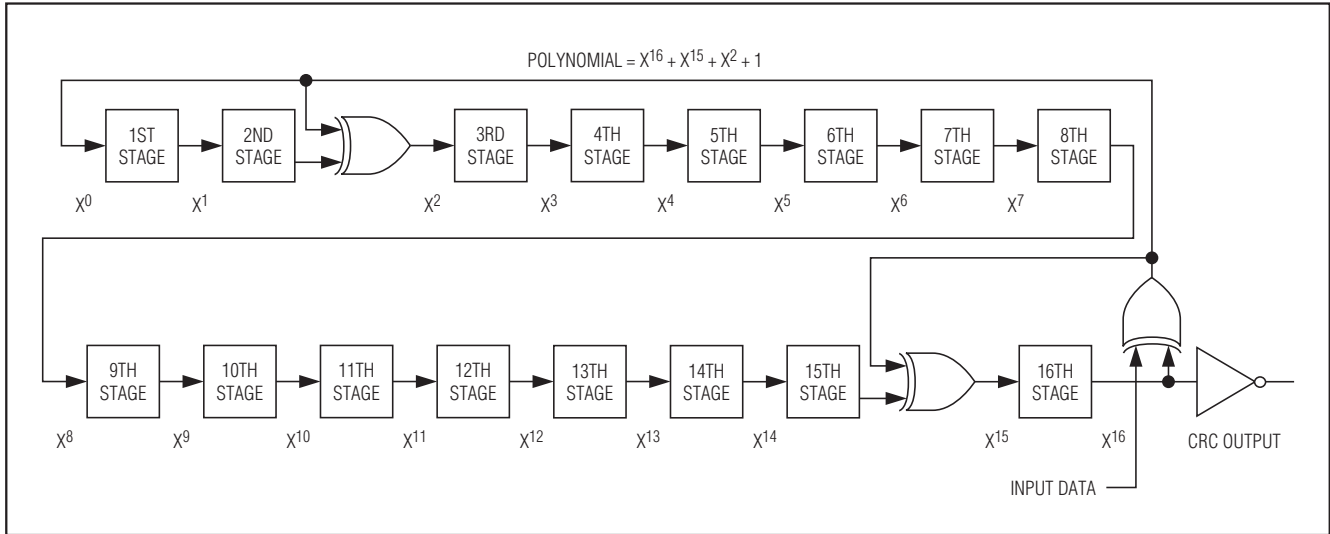 POLYNOMIAL = X16 + X15 + X2 + 1
1ST
STAGE
2ND
STAGE
3RD
STAGE
4TH
STAGE
5TH
STAGE
6TH
STAGE
7TH
STAGE
8TH
STAGE
X0
X1
X2
X3
X4
X5
X6
X7
9TH
STAGE
10TH
STAGE
11TH
STAGE
12TH
STAGE
13TH
STAGE
14TH
STAGE
15TH
STAGE
16TH
STAGE
X8
X9
X10
X11
X12
X13
X14
X15
X16
CRC OUTPUT
INPUT DATA